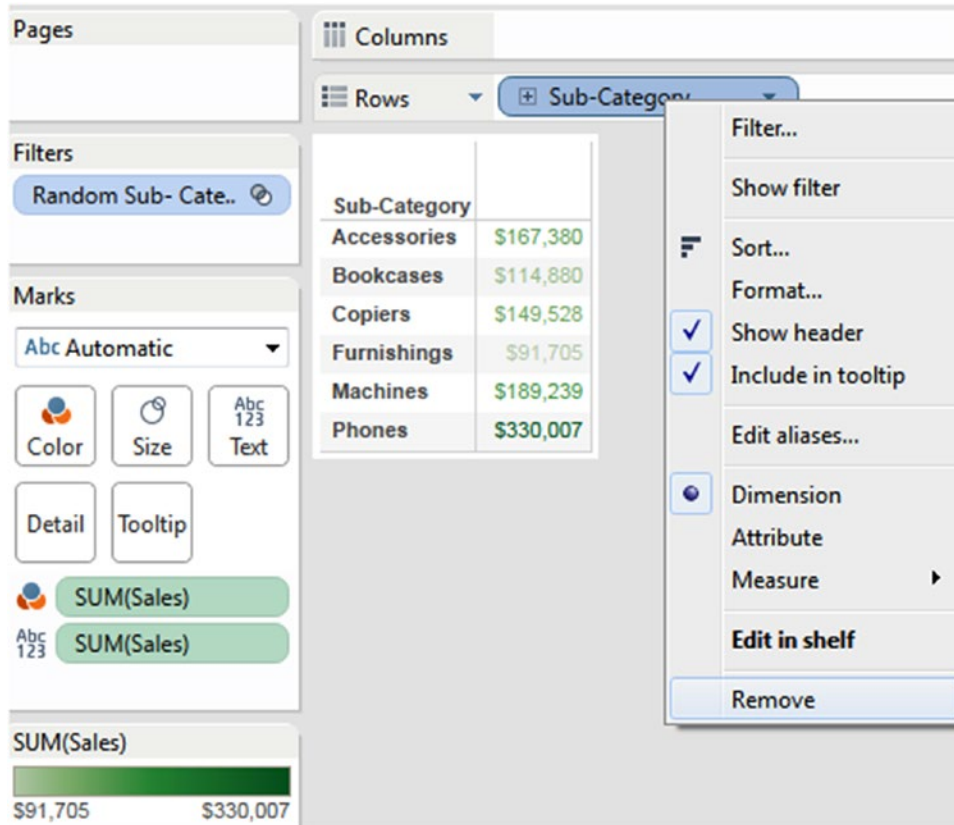 Pages
Columns
Rows
Sub-Category
Filters
Random Sub- Cate..
Marks
Abc Automatic
Color
Size
Abc
123
Text
Detail
Tooltip
SUM(Sales)
Abc
123
SUM(Sales)
SUM(Sales)
$91,705 $330,007
Sub-Category
Accessories $167,380
Bookcases $114,880
Copiers $149,528
Furnishings $91,705
Machines $189,239
Phones $330,007
Filter...
Show filter
Sort...
Format...
Show header
Include in tooltip
Edit aliases...
Dimension
Attribute
Measure
Edit in shelf
Remove